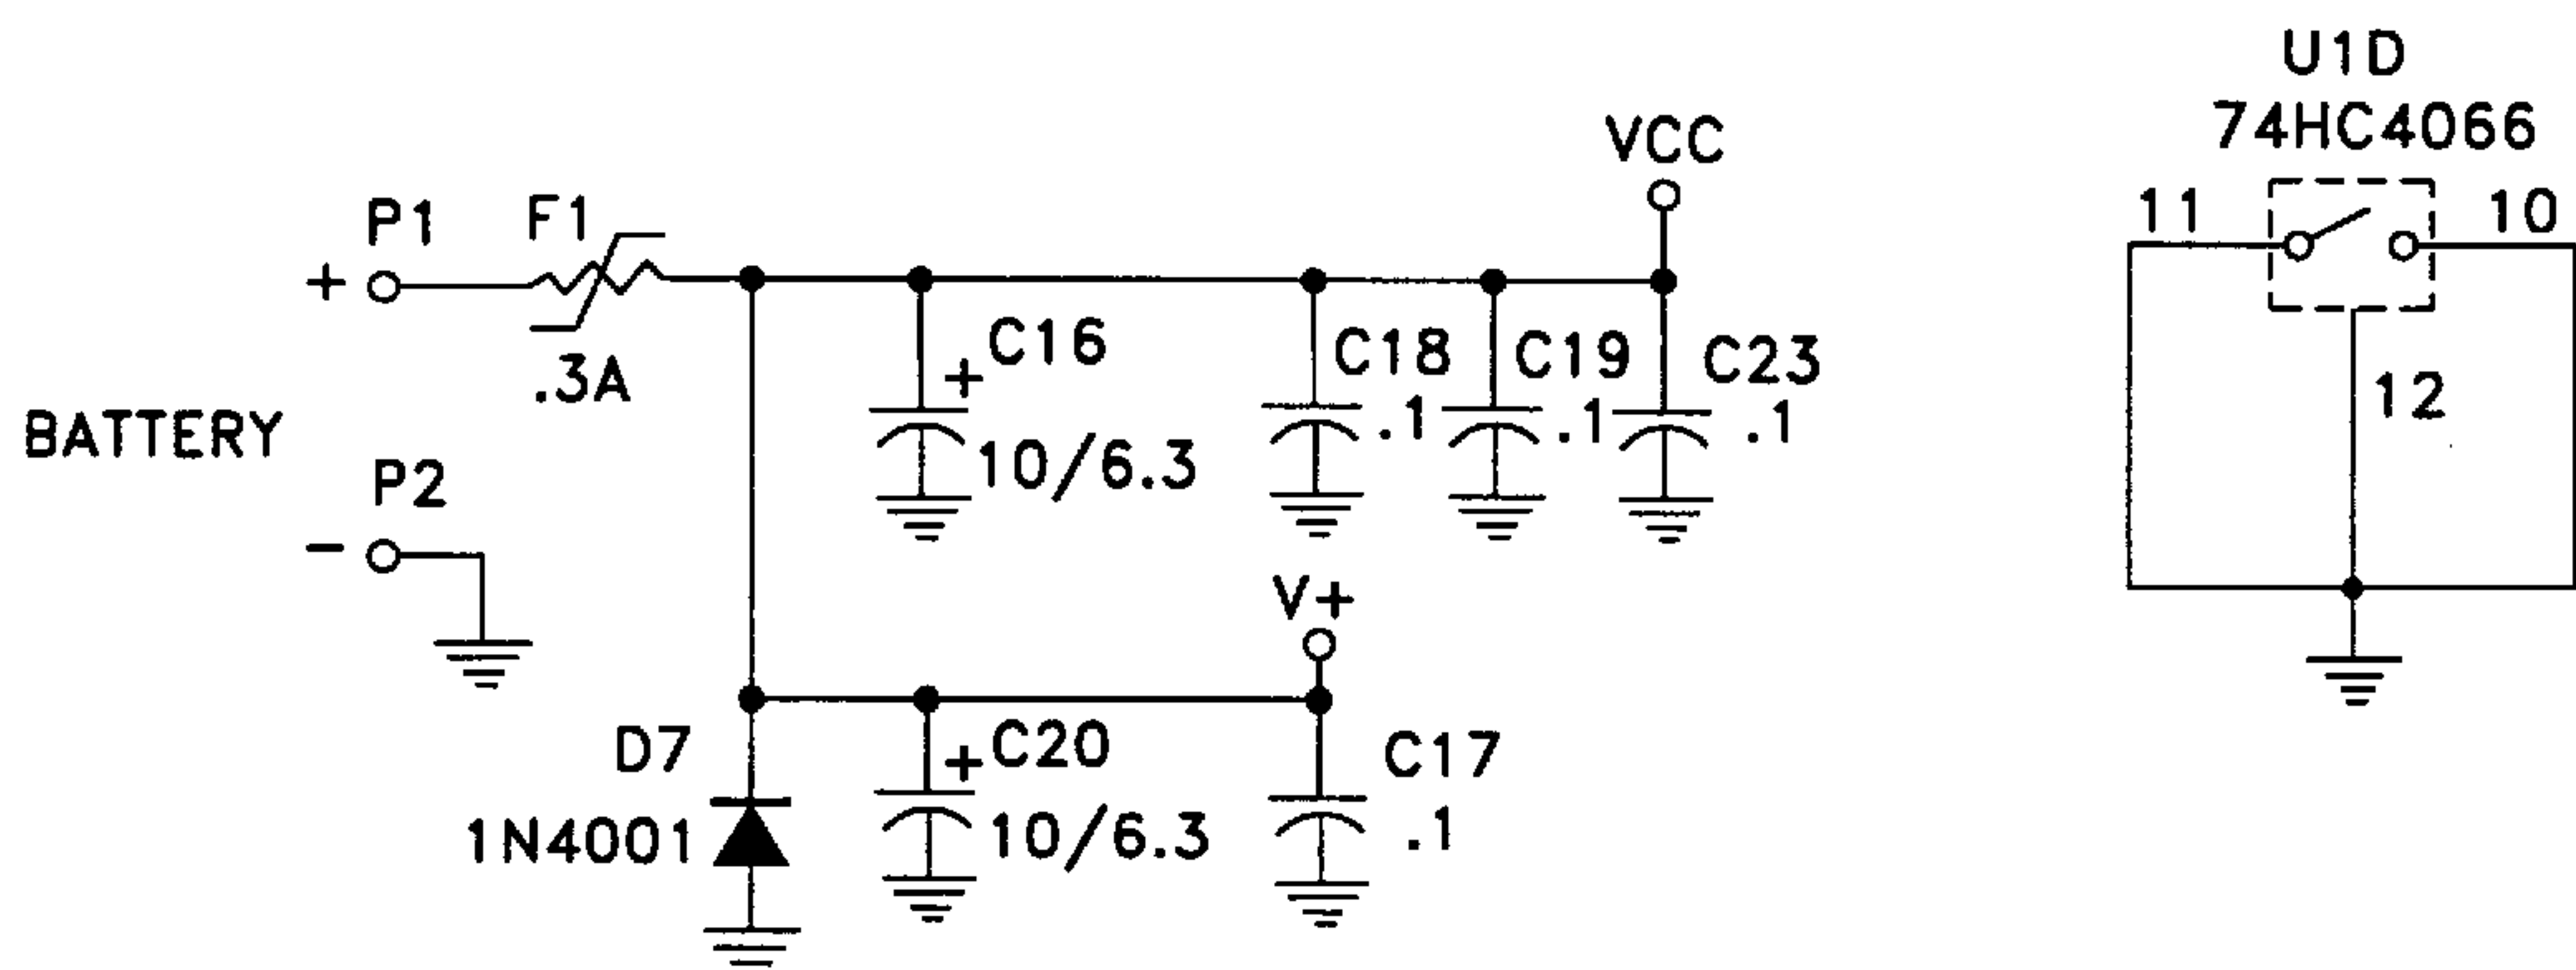 U1D
74HC4066
VCC
P1
F1
11
10
+
C16
+
C18
C19
C23
.3A
.1
.1
.1
12
BATTERY
10/6.3
P2
-
V+
D7
+
C20
C17
1N4001
10/6.3
.1